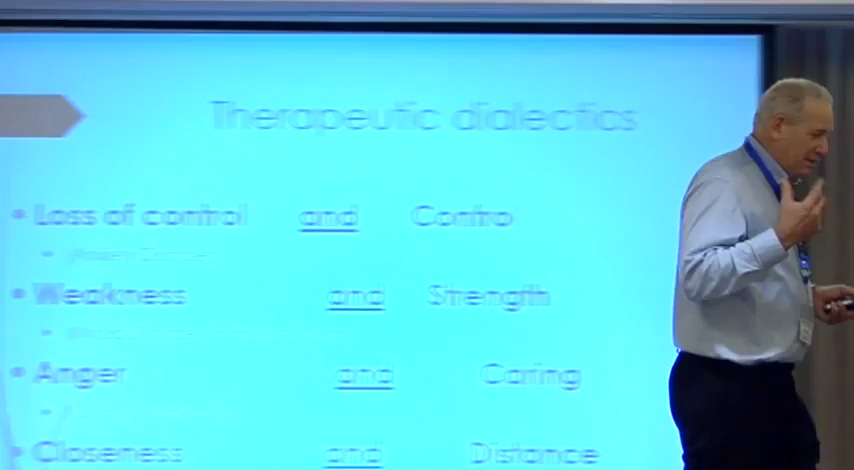 Therapeutic dialectics
• Loss of control and Contro
• Weakness and Strength
• Anger and Caring
• Closeness and Distance